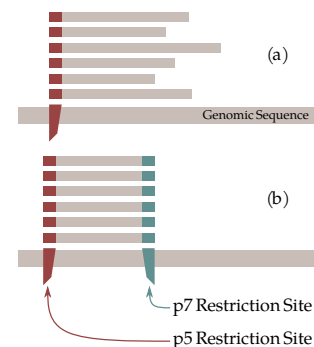 (a)
Genomic Sequence
(b)
p7 Restriction Site
p5 Restriction Site